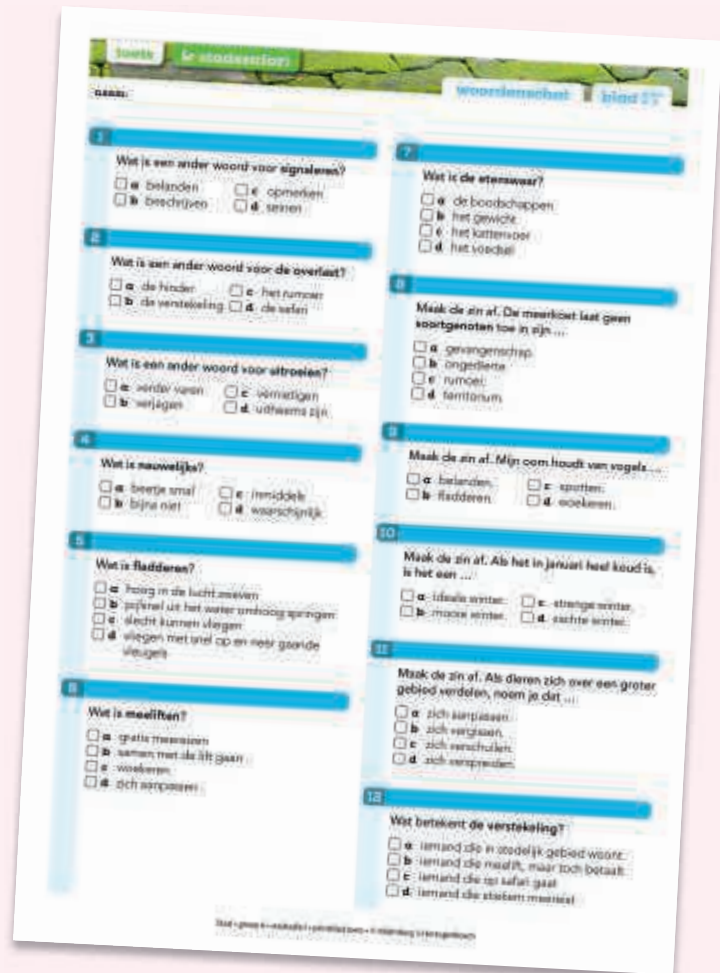 toets
stadssafari
naam:
woordenschat
blad
1
Wat is een ander woord voor signaleren?
a belanden
c opmerken
b beschrijven
d seinen
2
Wat is een ander woord voor de overlast?
a de hinder
c het rumoer
b de verstekeling
d de safari
3
Wat is een ander woord voor uitroeien?
a verder varen
c vernietigen
b verjagen
d uitheems zijn
4
Wat is nauwelijks?
a beetje smal
c inmiddels
b bijna niet
d waarschijnlijk
5
Wat is fladderen?
a hoog in de lucht zweven
b pijlsnel uit het water omhoog springen
c slecht kunnen vliegen
d vliegen met snel op en neer gaande
vleugels
6
Wat is meeliften?
a gratis meereizen
b samen met de lift gaan
c woekeren
d zich aanpassen
7
Wat is de etenswaar?
a de boodschappen
b het gewicht
c het kattenvoer
d het voedsel
8
Maak de zin af. De meerkoet laat geen
soortgenoten toe in zijn ...
a gevangenschap.
b ongedierte.
c rumoer.
d territorium.
9
Maak de zin af. Mijn oom houdt van vogels ...
a belanden.
c spotten.
b fladderen.
d woekeren.
10
Maak de zin af. Als het in januari heel koud is,
is het een ...
a ideale winter.
c strenge winter.
b mooie winter.
d zachte winter.
11
Maak de zin af. Als dieren zich over een groter
gebied verdelen, noem je dat ...
a zich aanpassen.
b zich vergissen.
c zich verschuilen.
d zich verspreiden.
12
Wat betekent de verstekeling?
a iemand die in stedelijk gebied woont
b iemand die meelift, maar toch betaalt
c iemand die op safari gaat
d iemand die stiekem meereist